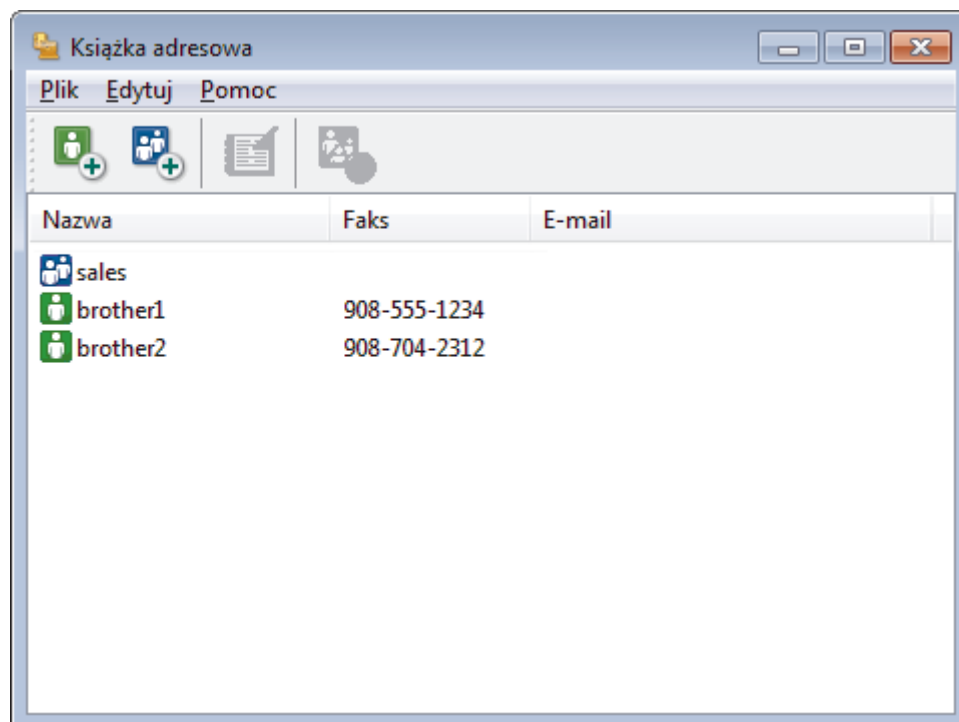 Książka adresowa
Plik Edytuj Pomoc
Nazwa Faks E-mail
sales
brother1 908-555-1234
brother2 908-704-2312